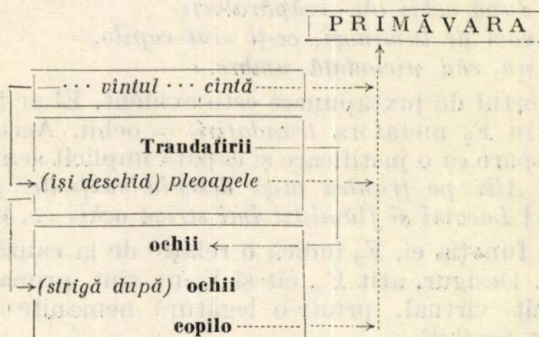 PRIMĂVARA
... vîntul ... cîntă
Trandafirii
(își deschid) pleoapele
ochii
(strigă după) ochii
copilo